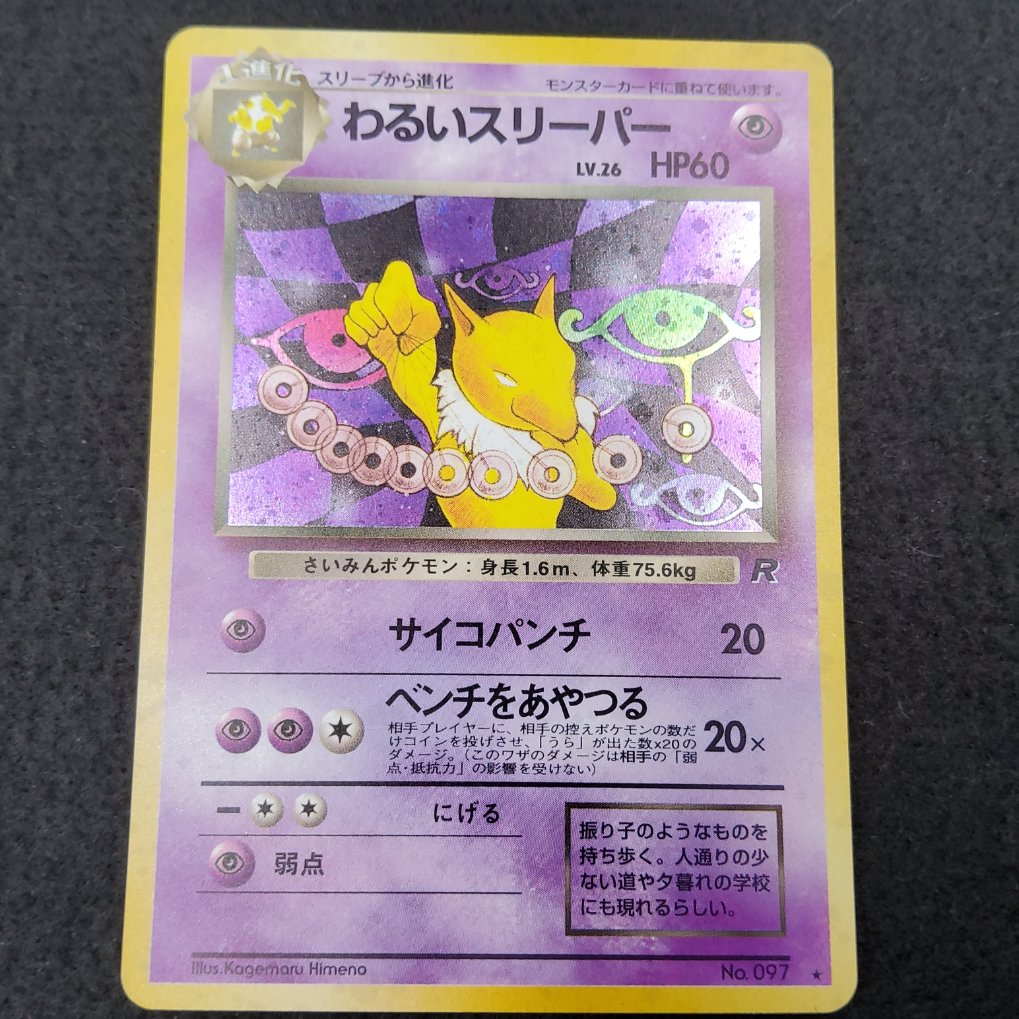 1進化
スリープから進化
モンスターカードに重ねて使います。
わるいスリーパー
LV.26 HP60
さいみんポケモン：身長1.6m、体重75.6kg
R
サイコパンチ 20
ベンチをあやつる
相手プレイヤーに、相手の控えポケモンの数だ
けコインを投げさせ、「うら」が出た数x20の
ダメージ。（このワザのダメージは相手の「弱
点・抵抗力」の影響を受けない）
20×
にげる
弱点
振り子のようなものを
持ち歩く。人通りの少
ない道や夕暮れの学校
にも現れるらしい。
Illus.Kagemaru Himeno
No.097 ★